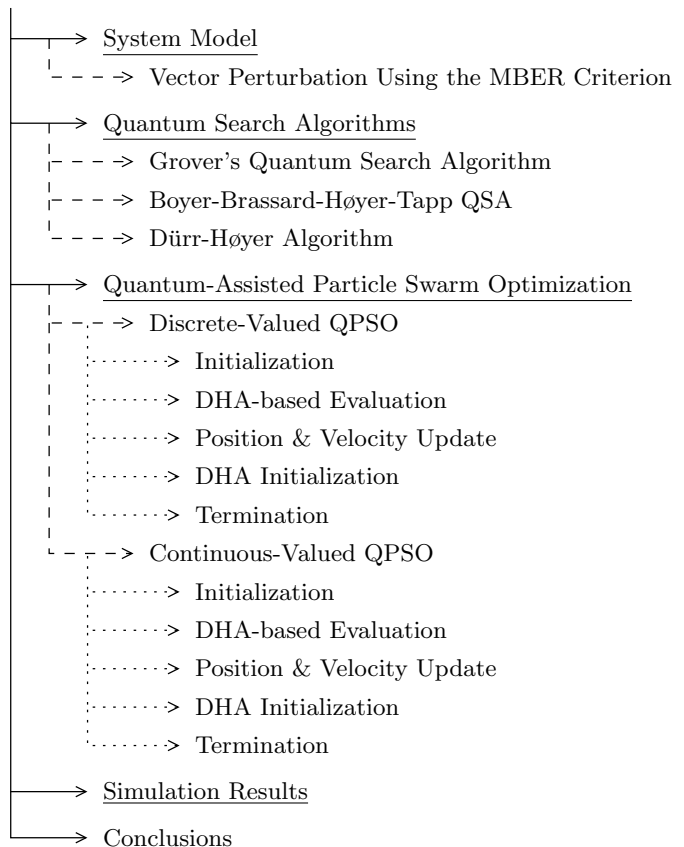 System Model
Vector Perturbation Using the MBER Criterion
Quantum Search Algorithms
Grover's Quantum Search Algorithm
Boyer-Brassard-Høyer-Tapp QSA
Dürr-Høyer Algorithm
Quantum-Assisted Particle Swarm Optimization
Discrete-Valued QPSO
Initialization
DHA-based Evaluation
Position & Velocity Update
DHA Initialization
Termination
Continuous-Valued QPSO
Initialization
DHA-based Evaluation
Position & Velocity Update
DHA Initialization
Termination
Simulation Results
Conclusions